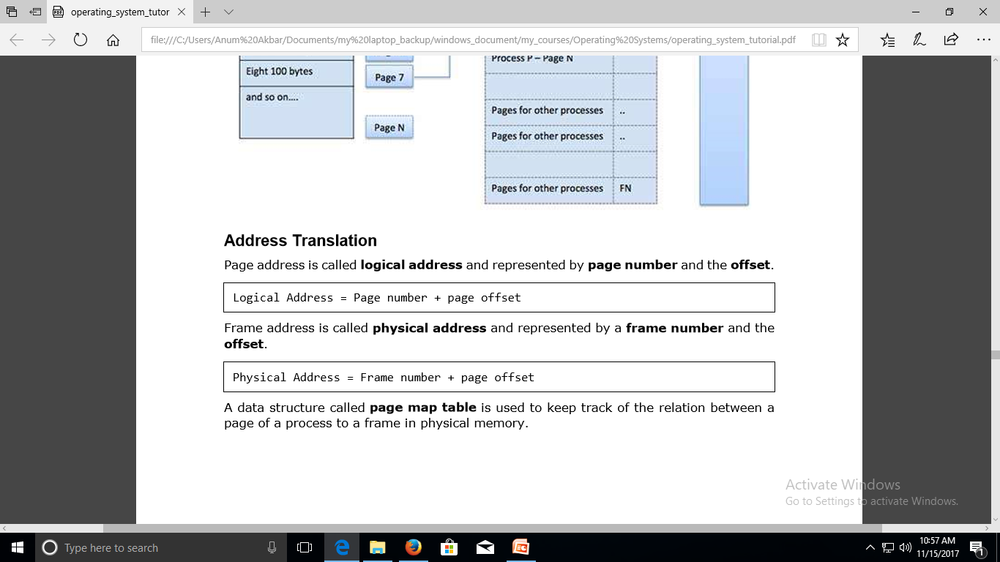 operating_system_tutor
file:///C:/Users/Anum%20Akbar/Documents/my%20laptop_backup/windows_document/my_courses/Operating%20Systems/operating_system_tutorial.pdf
Process P – Page N
Eight 100 bytes
Page 7
and so on....
Pages for other processes ..
Page N
Pages for other processes ..
Pages for other processes FN
Address Translation
Page address is called logical address and represented by page number and the offset.
Logical Address = Page number + page offset
Frame address is called physical address and represented by a frame number and the
offset.
Physical Address = Frame number + page offset
A data structure called page map table is used to keep track of the relation between a
page of a process to a frame in physical memory.
Activate Windows
Go to Settings to activate Windows.
Type here to search
10:57 AM
11/15/2017
1